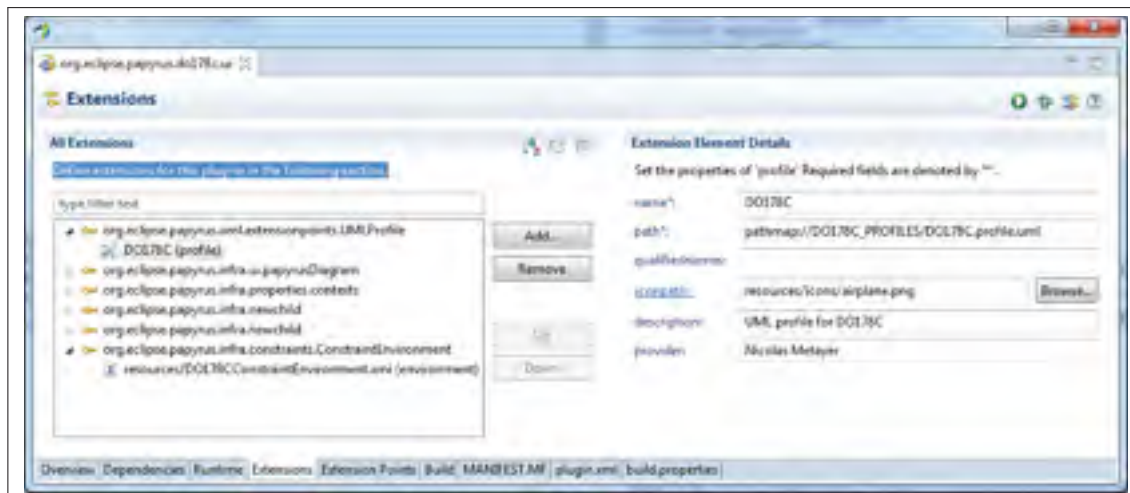 org.eclipse.papyrus.do178c.ui
Extensions
All Extensions
Define extensions for this plug-in in the following section.
type filter text
org.eclipse.papyrus.uml.extensionpoints.UMLProfile
DO178C (profile)
org.eclipse.papyrus.infra.ui.papyrusDiagram
org.eclipse.papyrus.infra.properties.contexts
org.eclipse.papyrus.infra.newchild
org.eclipse.papyrus.infra.newchild
org.eclipse.papyrus.infra.constraints.ConstraintEnvironment
resources/DO178CConstraintEnvironment.xmi (environment)
Add...
Remove
Up
Down
Extension Element Details
Set the properties of 'profile' Required fields are denoted by '*'.
name*: DO178C
path*: pathmap://DO178C_PROFILES/DO178C.profile.uml
qualifiedname:
iconpath: resources/icons/airplane.png Browse...
description: UML profile for DO178C
provider: Nicolas Metayer
Overview Dependencies Runtime Extensions Extension Points Build MANIFEST.MF plugin.xml build.properties